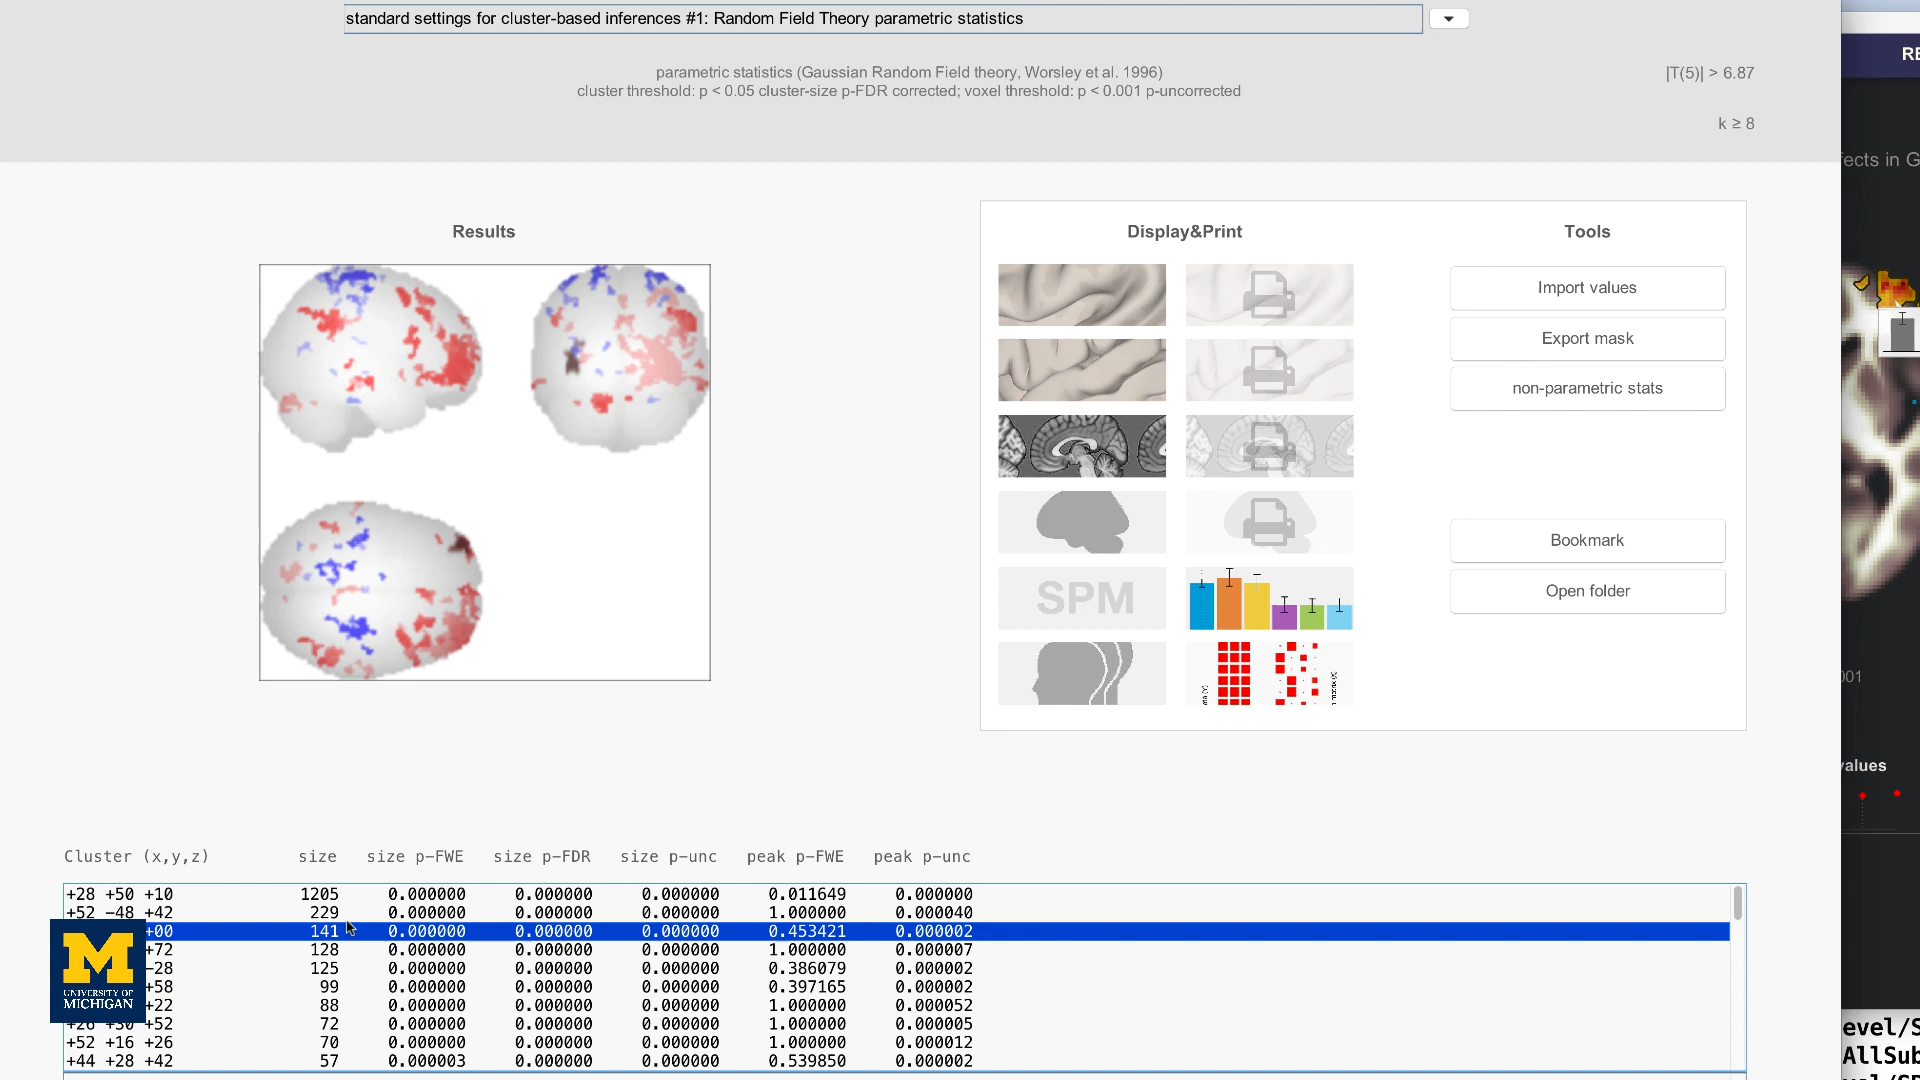 standard settings for cluster-based inferences #1: Random Field Theory parametric statistics
parametric statistics (Gaussian Random Field theory, Worsley et al. 1996)
cluster threshold: p < 0.05 cluster-size p-FDR corrected; voxel threshold: p < 0.001 p-uncorrected
|T(5)| > 6.87
k ≥ 8
Results
Display&Print
Tools
Import values
Export mask
non-parametric stats
Bookmark
Open folder
SPM
Cluster (x,y,z) size size p-FWE size p-FDR size p-unc peak p-FWE peak p-unc
+28 +50 +10 1205 0.000000 0.000000 0.000000 0.011649 0.000000
+52 -48 +42 229 0.000000 0.000000 0.000000 1.000000 0.000040
+00 141 0.000000 0.000000 0.000000 0.453421 0.000002
+72 128 0.000000 0.000000 0.000000 1.000000 0.000007
-28 125 0.000000 0.000000 0.000000 0.386079 0.000002
+58 99 0.000000 0.000000 0.000000 0.397165 0.000002
+22 88 0.000000 0.000000 0.000000 1.000000 0.000052
+26 +30 +52 72 0.000000 0.000000 0.000000 1.000000 0.000005
+52 +16 +26 70 0.000000 0.000000 0.000000 1.000000 0.000012
+44 +28 +42 57 0.000003 0.000000 0.000000 0.539850 0.000002
M
UNIVERSITY OF
MICHIGAN
RE
fects in G
001
values
evel/S
AllSub